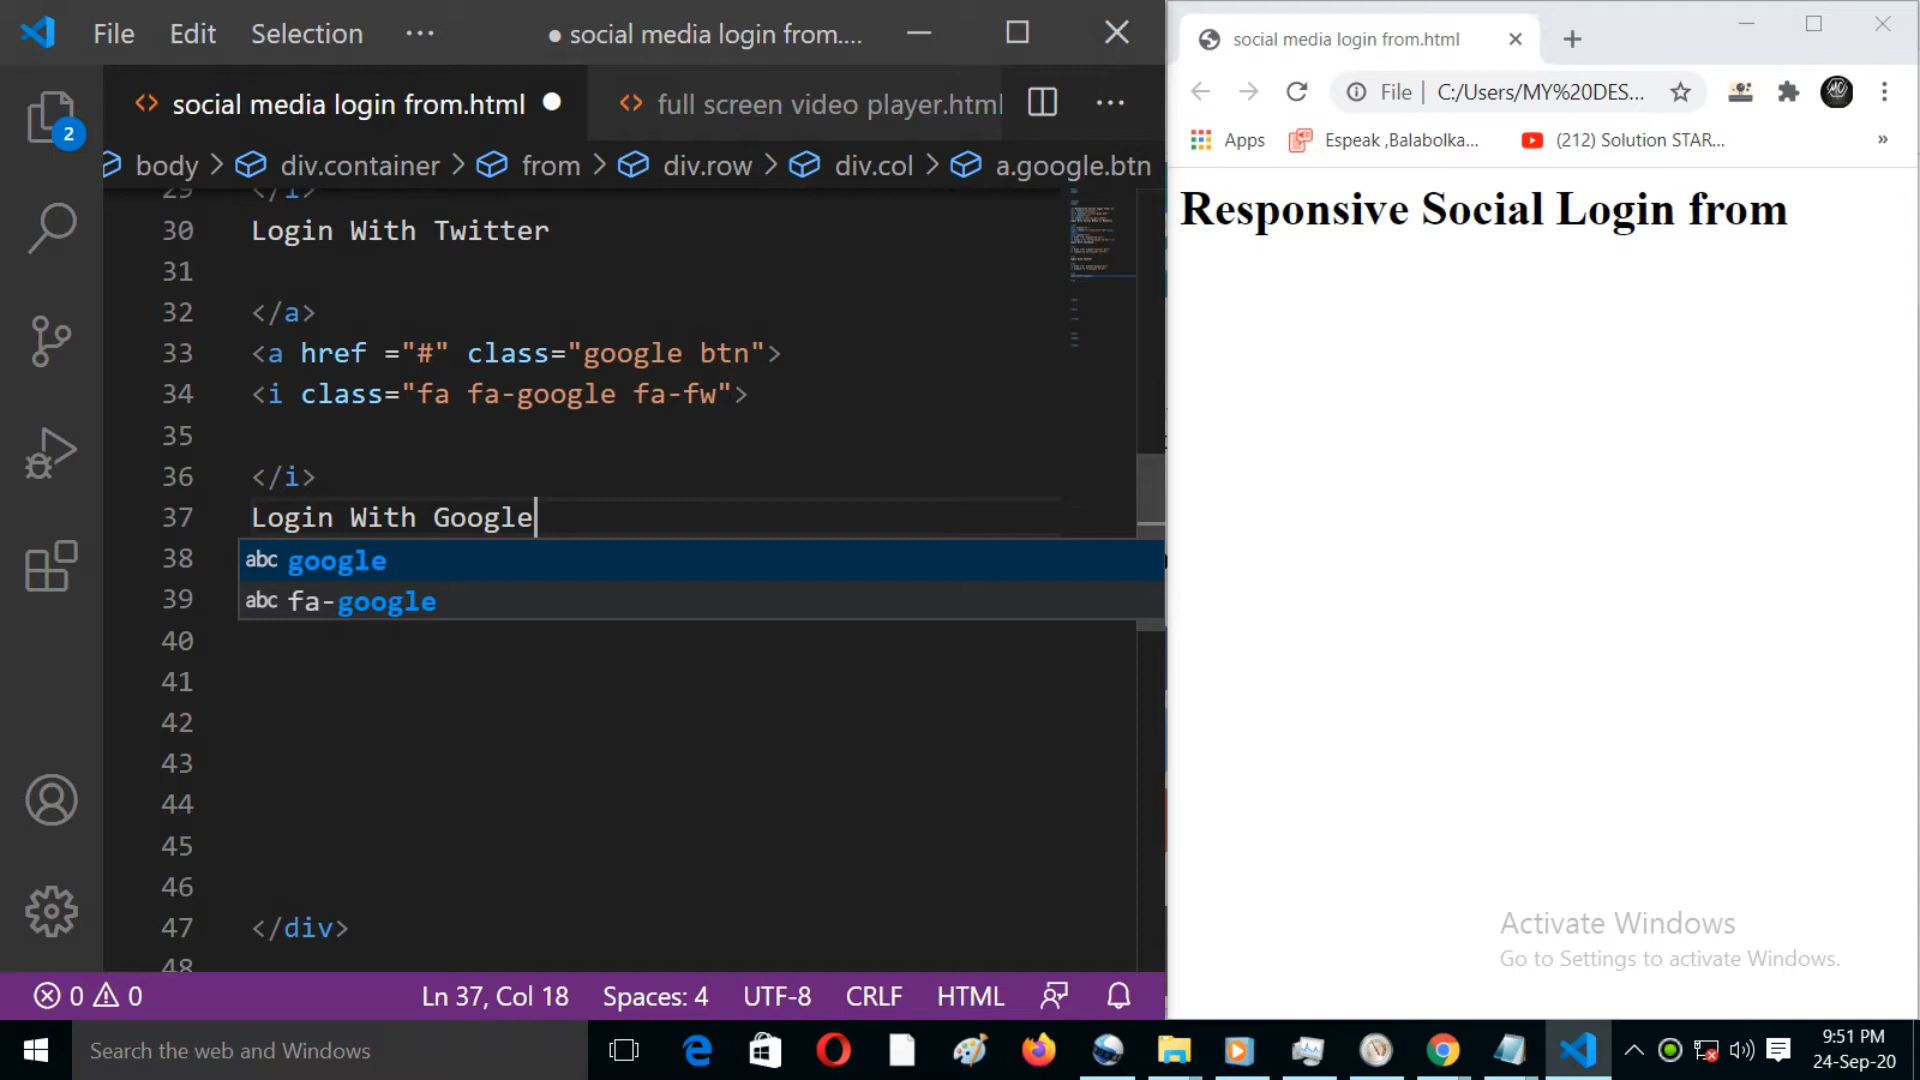 File Edit Selection ··· ● social media login from....
social media login from.html ● full screen video player.html ···
body > div.container > from > div.row > div.col > a.google.btn
29 </i>
30 Login With Twitter
31
32 </a>
33 <a href ="#" class="google btn">
34 <i class="fa fa-google fa-fw">
35
36 </i>
37 Login With Google
38 abc google
39 abc fa-google
40
41
42
43
44
45
46
47 </div>
48
0 0 Ln 37, Col 18 Spaces: 4 UTF-8 CRLF HTML
2
social media login from.html
File | C:/Users/MY%20DES...
Apps Espeak ,Balabolka... (212) Solution STAR... »
Responsive Social Login from
Activate Windows
Go to Settings to activate Windows.
Search the web and Windows
9:51 PM
24-Sep-20